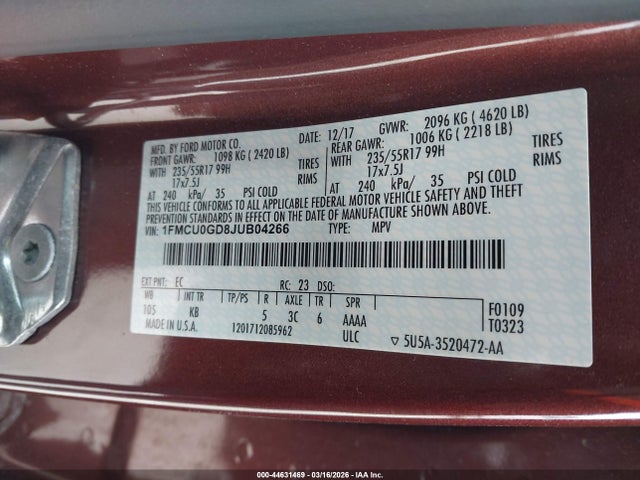 MFD. BY FORD MOTOR CO. DATE: 12/17 GVWR: 2096 KG ( 4620 LB)
FRONT GAWR: 1098 KG ( 2420 LB) REAR GAWR: 1006 KG ( 2218 LB)
WITH 235/55R17 99H TIRES WITH 235/55R17 99H TIRES
17x7.5J RIMS 17x7.5J RIMS
AT 240 kPa/ 35 PSI COLD AT 240 kPa/ 35 PSI COLD
THIS VEHICLE CONFORMS TO ALL APPLICABLE FEDERAL MOTOR VEHICLE SAFETY AND THEFT
PREVENTION STANDARDS IN EFFECT ON THE DATE OF MANUFACTURE SHOWN ABOVE.
VIN: 1FMCU0GD8JUB04266 TYPE: MPV
EXT PNT: EC RC: 23 DSO:
WB INT TR TP/PS R AXLE TR SPR F0109
105 KB 5 3C 6 AAAA T0323
MADE IN U.S.A. 1201712085962 ULC ▽ 5U5A-3520472-AA
000-44631469 - 03/16/2026 - IAAI.com